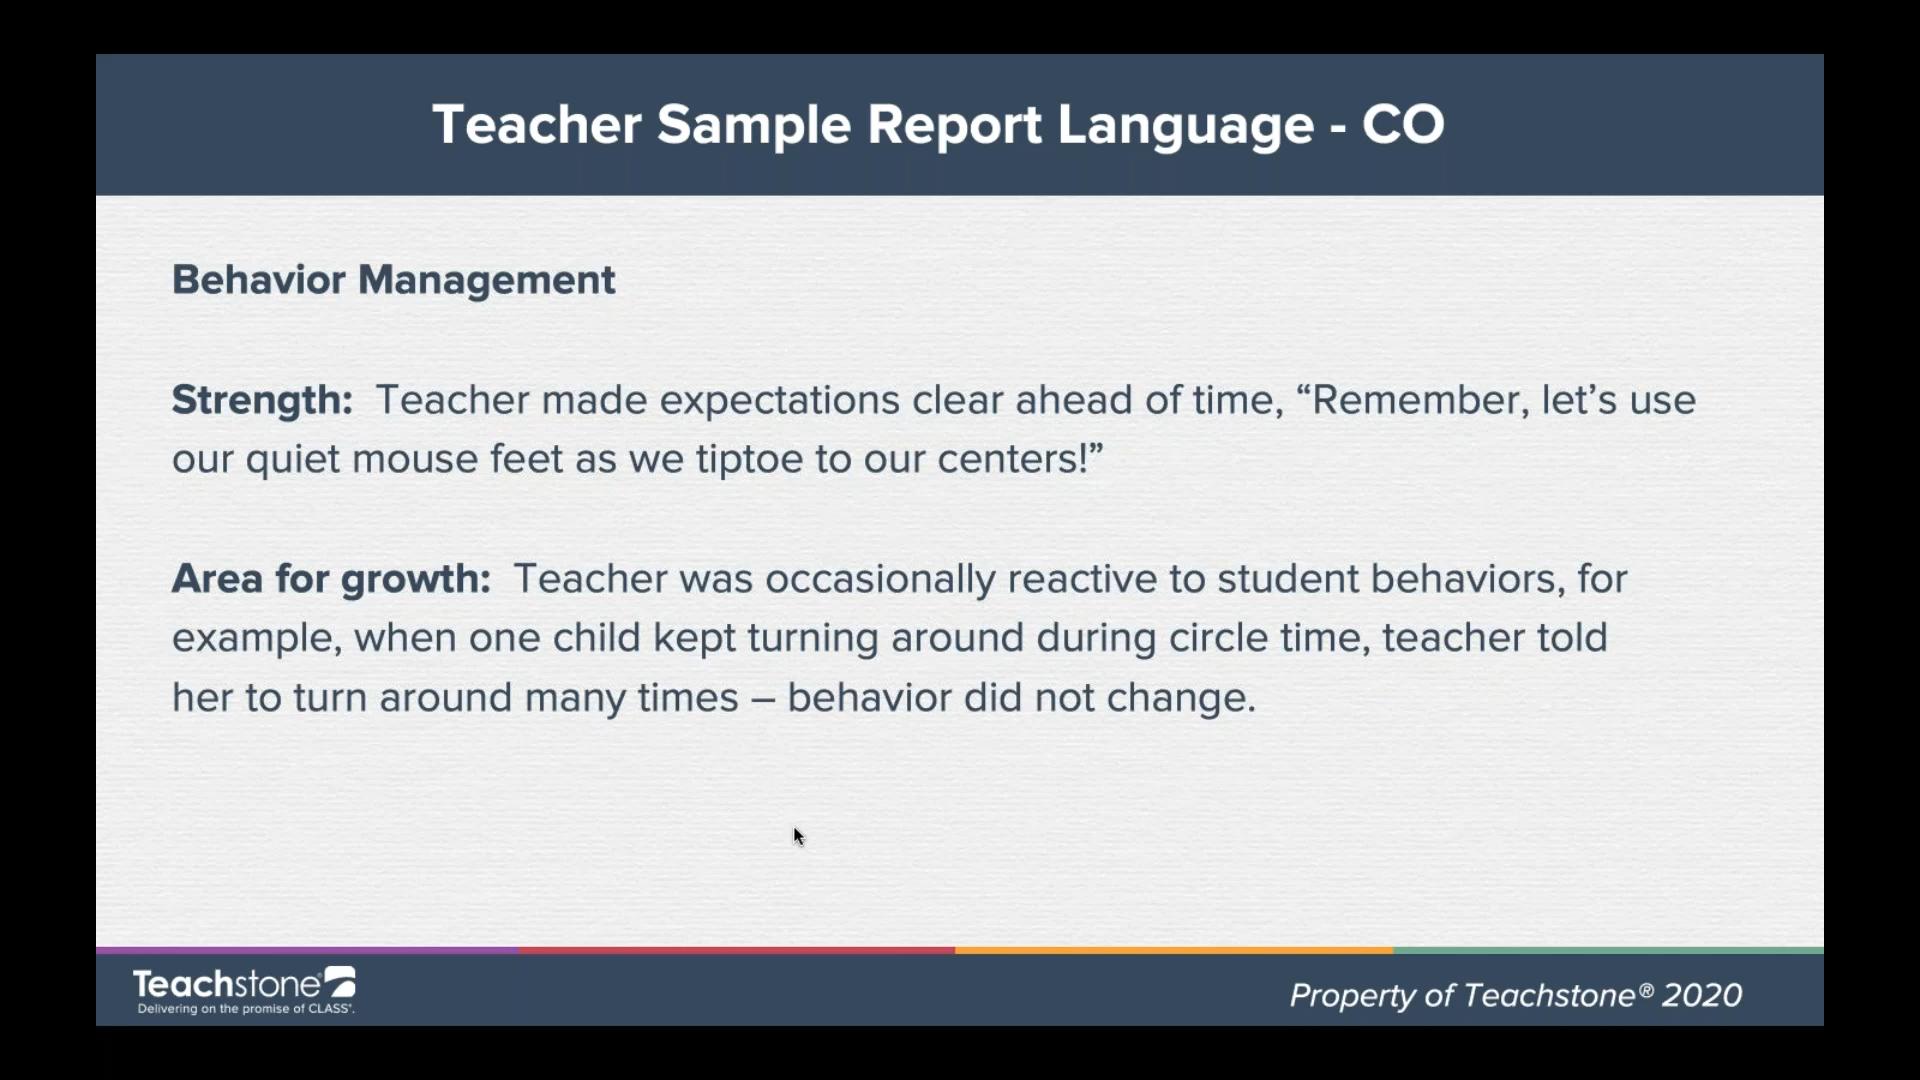 Teacher Sample Report Language - CO
Behavior Management
Strength: Teacher made expectations clear ahead of time, “Remember, let’s use
our quiet mouse feet as we tiptoe to our centers!”
Area for growth: Teacher was occasionally reactive to student behaviors, for
example, when one child kept turning around during circle time, teacher told
her to turn around many times – behavior did not change.
Teachstone®
Delivering on the promise of CLASS®.
Property of Teachstone® 2020